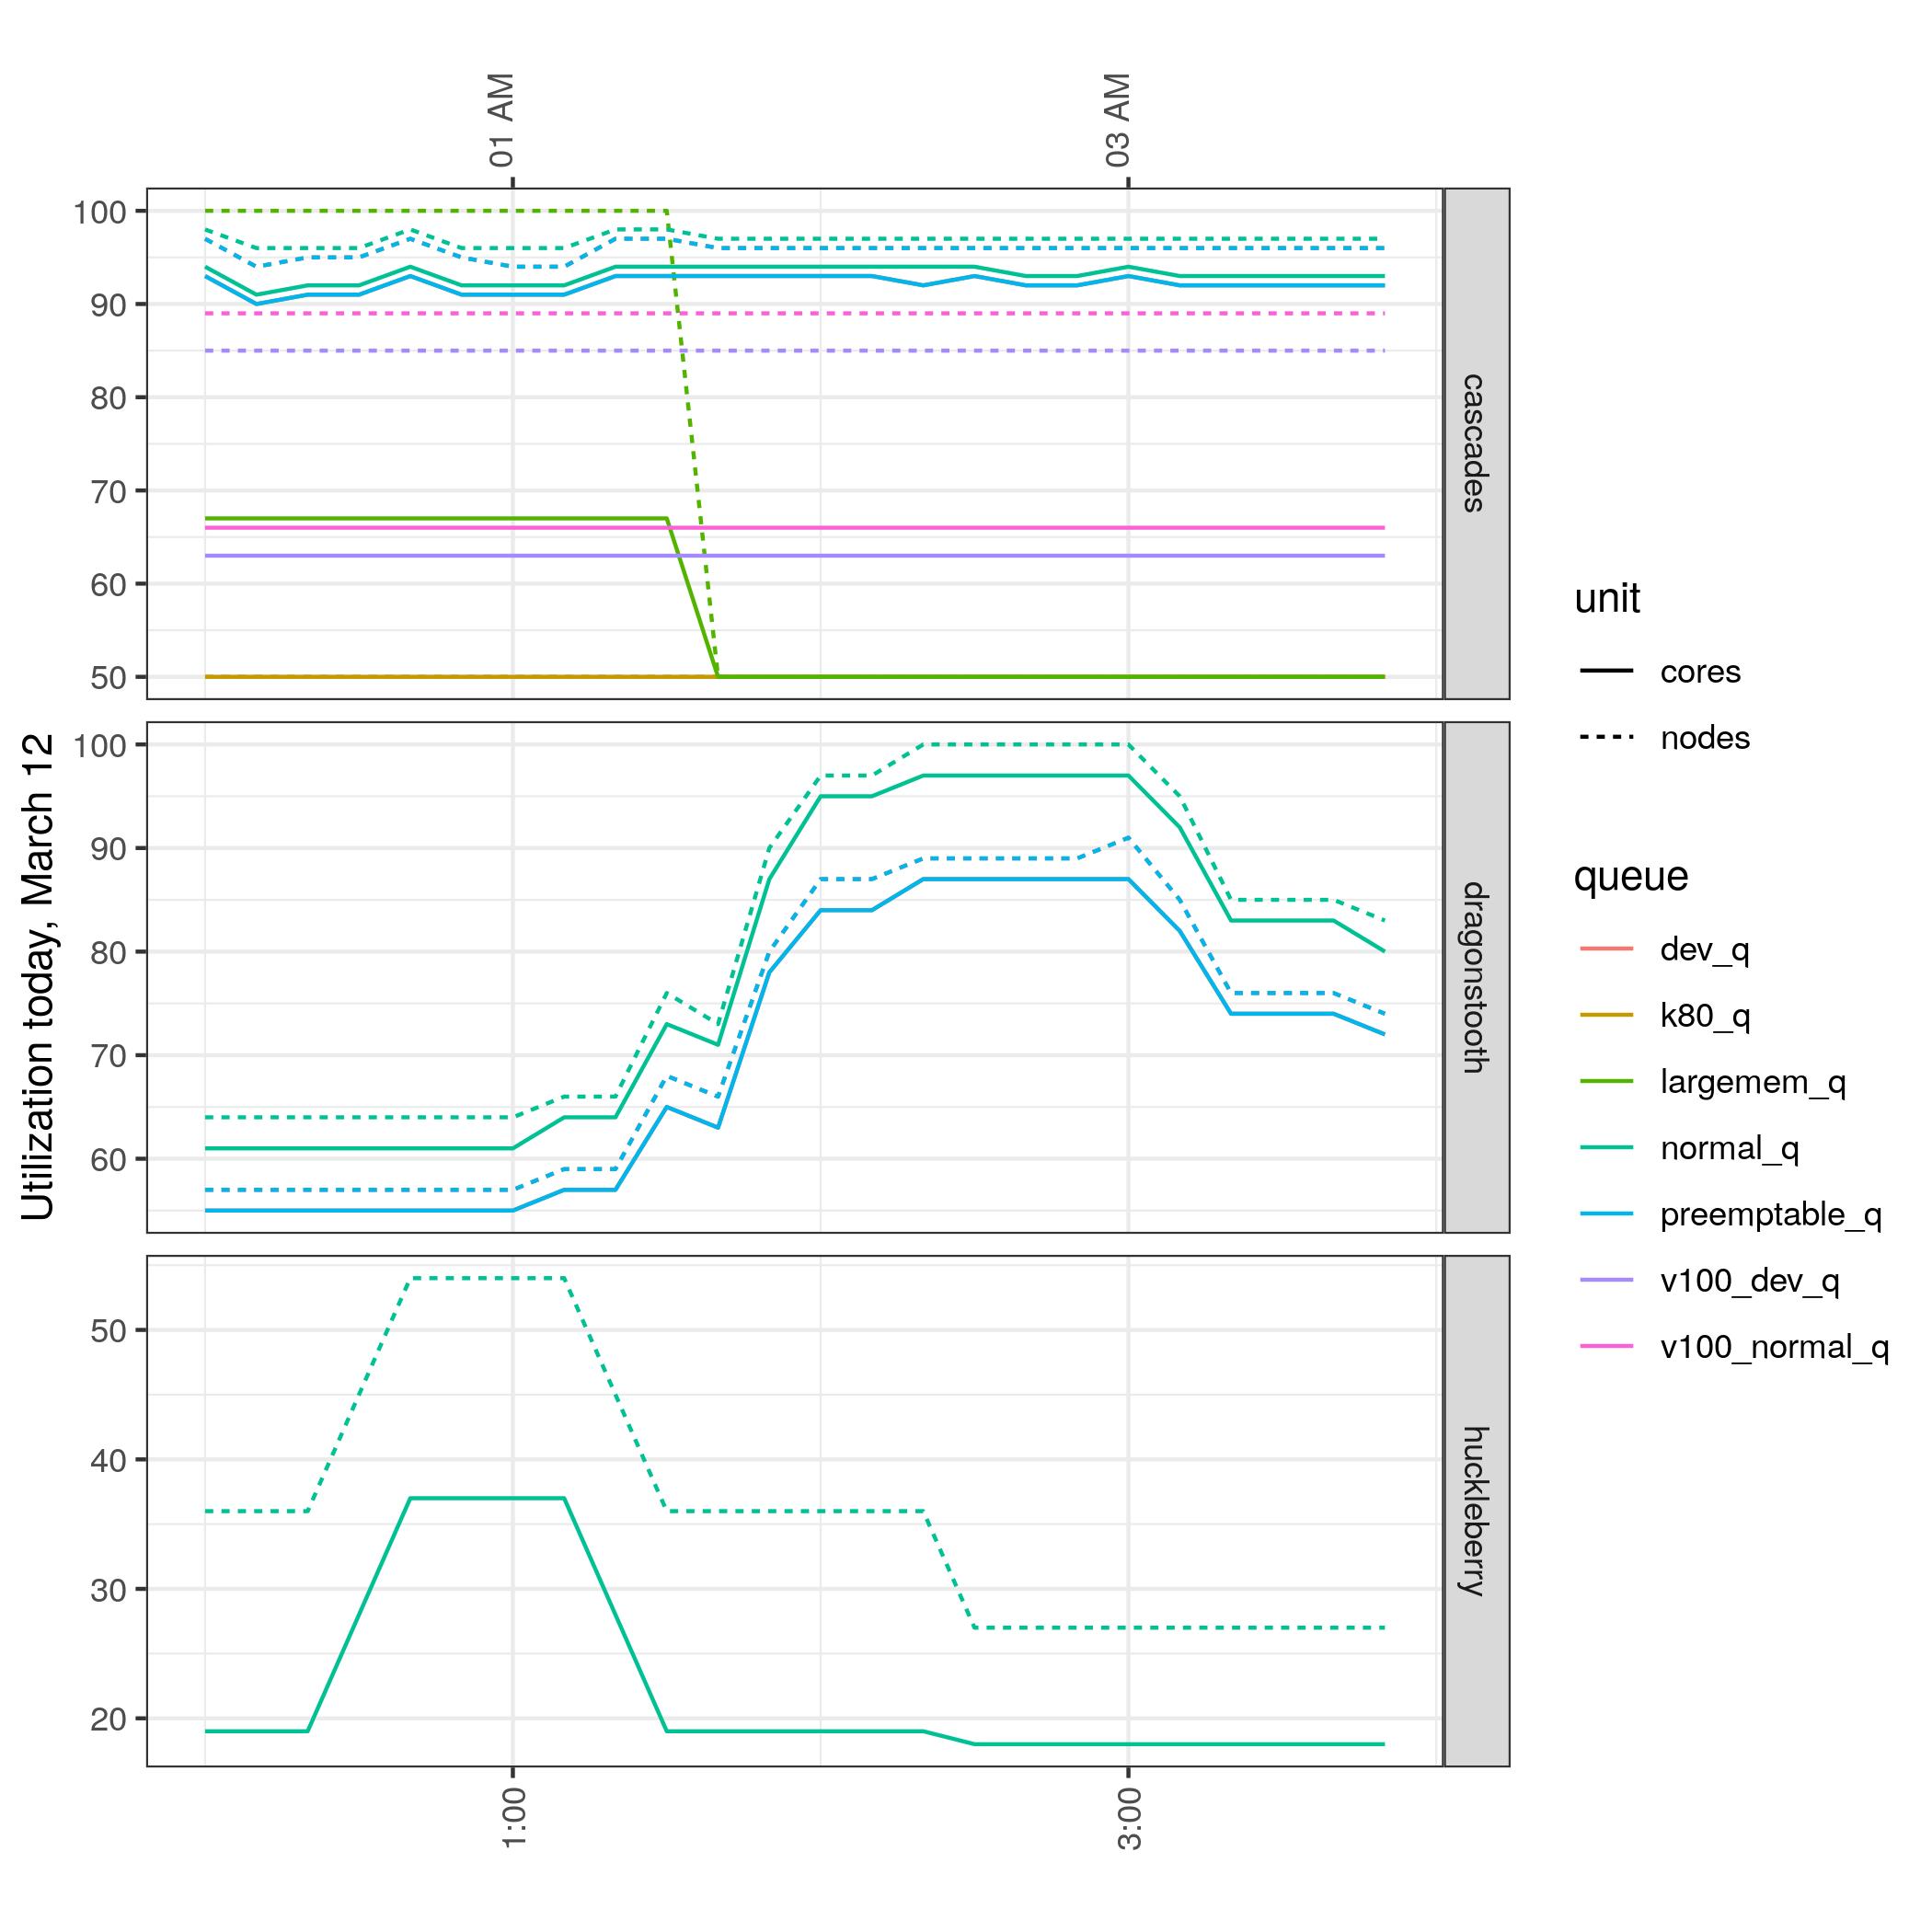 01 AM
03 AM
Utilization today, March 12
100
90
80
70
60
50
cascades
100
90
80
70
60
dragonstooth
50
40
30
20
huckleberry
1:00
3:00
unit
cores
nodes
queue
dev_q
k80_q
largemem_q
normal_q
preemptable_q
v100_dev_q
v100_normal_q